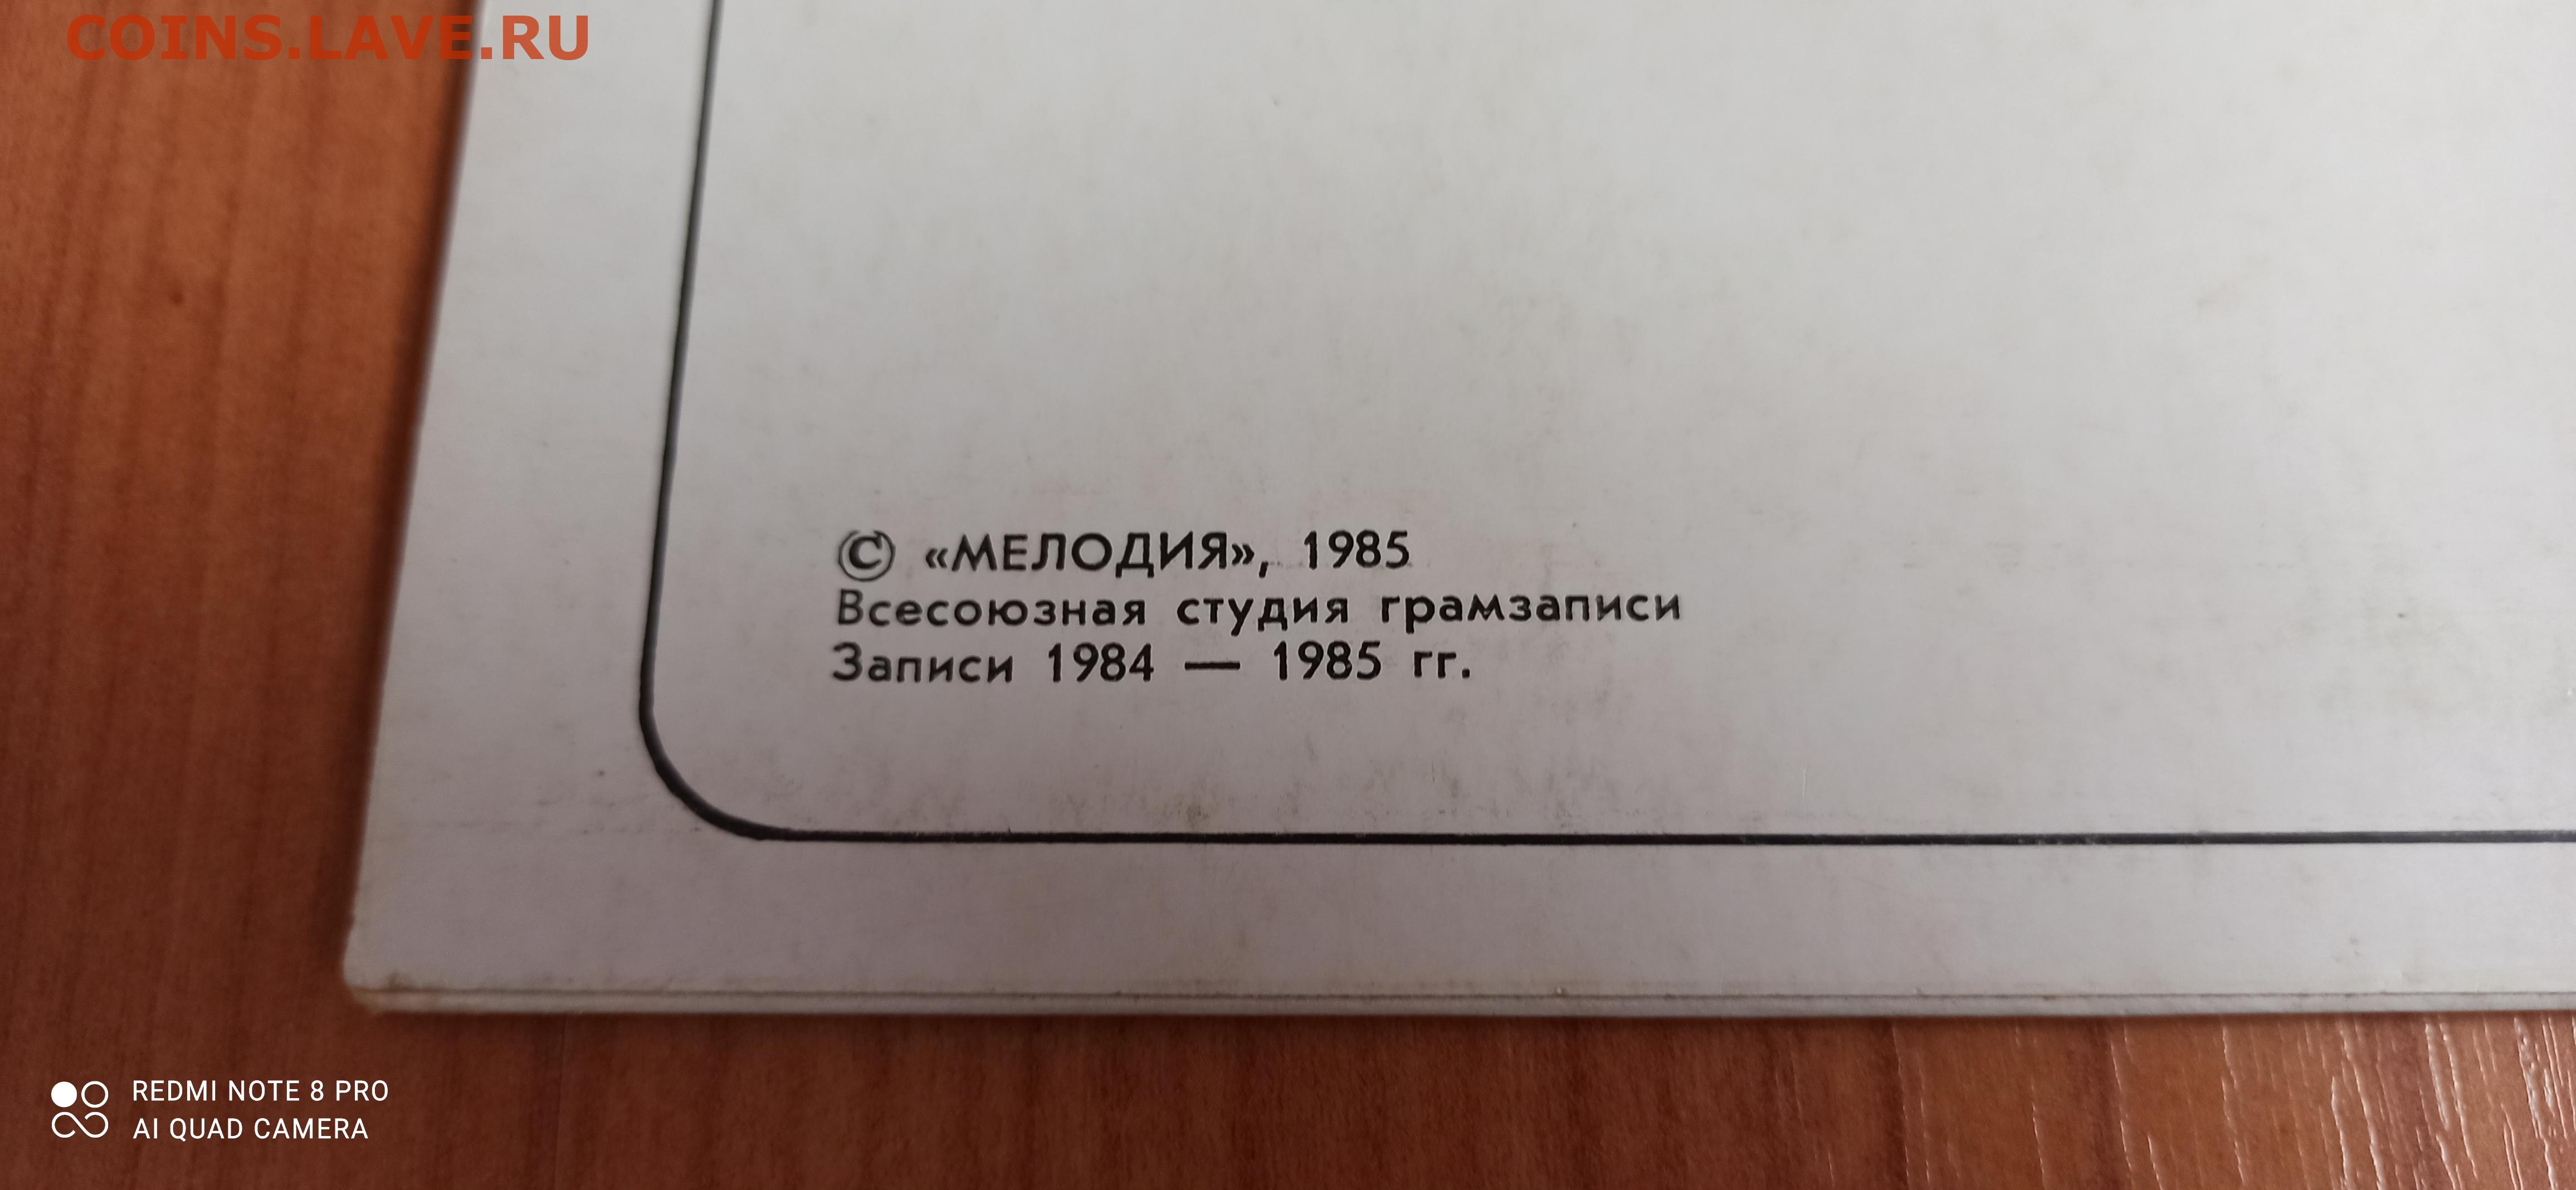 COINS.LAVE.RU
© «МЕЛОДИЯ», 1985
Всесоюзная студия грамзаписи
Записи 1984 — 1985 гг.
REDMI NOTE 8 PRO
AI QUAD CAMERA